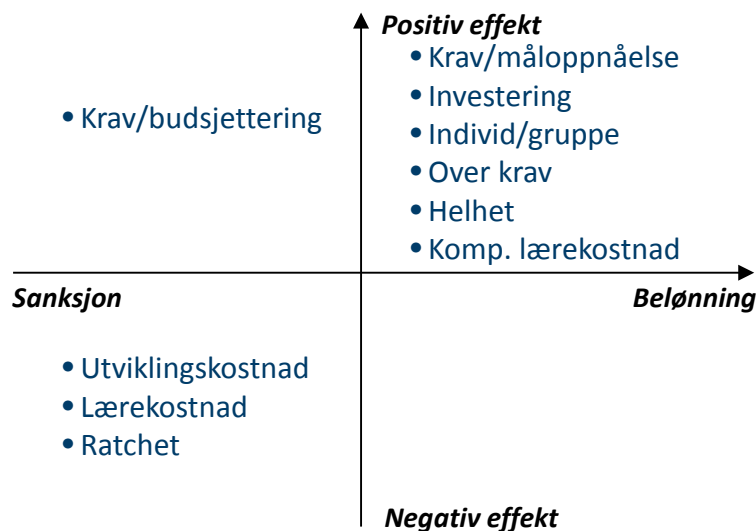 Positiv effekt
• Krav/måloppnåelse
• Krav/budsjettering
• Investering
• Individ/gruppe
• Over krav
• Helhet
• Komp. lærekostnad
Sanksjon
Belønning
• Utviklingskostnad
• Lærekostnad
• Ratchet
Negativ effekt